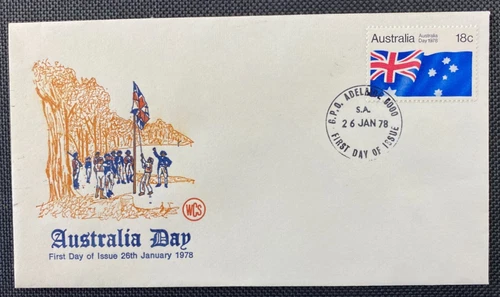 Australia Australia 18c
Day 1978
G.P.O. ADELAIDE 5000
S.A.
26 JAN 78
FIRST DAY OF ISSUE
WCS
Australia Day
First Day of Issue 26th January 1978